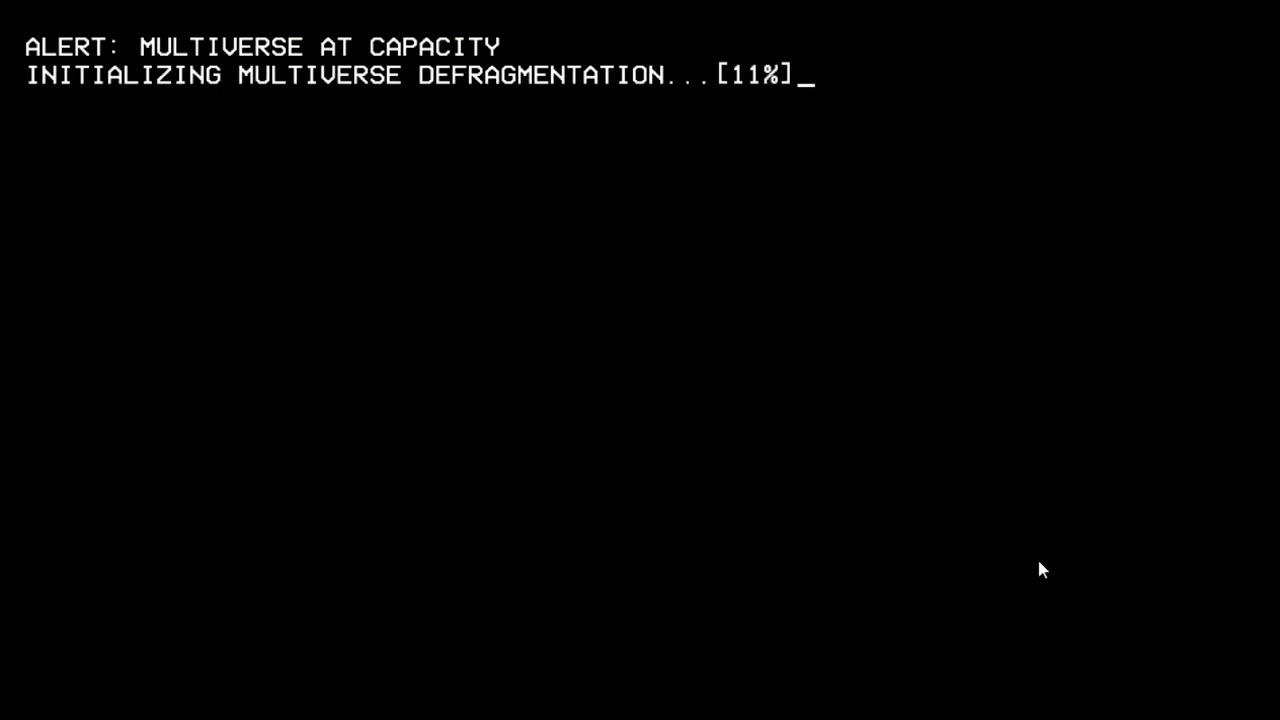 ALERT: MULTIVERSE AT CAPACITY
INITIALIZING MULTIVERSE DEFRAGMENTATION...[11%]_